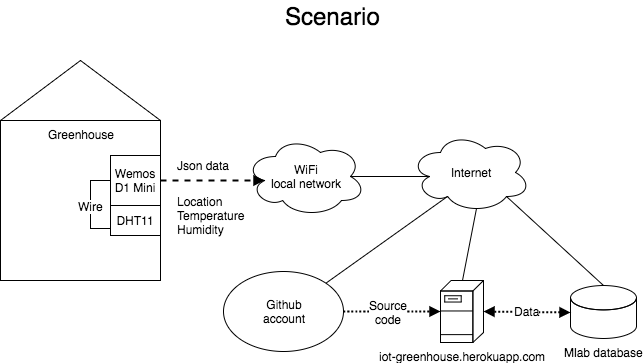 Scenario
Greenhouse
Wemos
D1 Mini
Wire
DHT11
Json data
Location
Temperature
Humidity
WiFi
local network
Internet
Github
account
Source
code
iot-greenhouse.herokuapp.com
Data
Mlab database